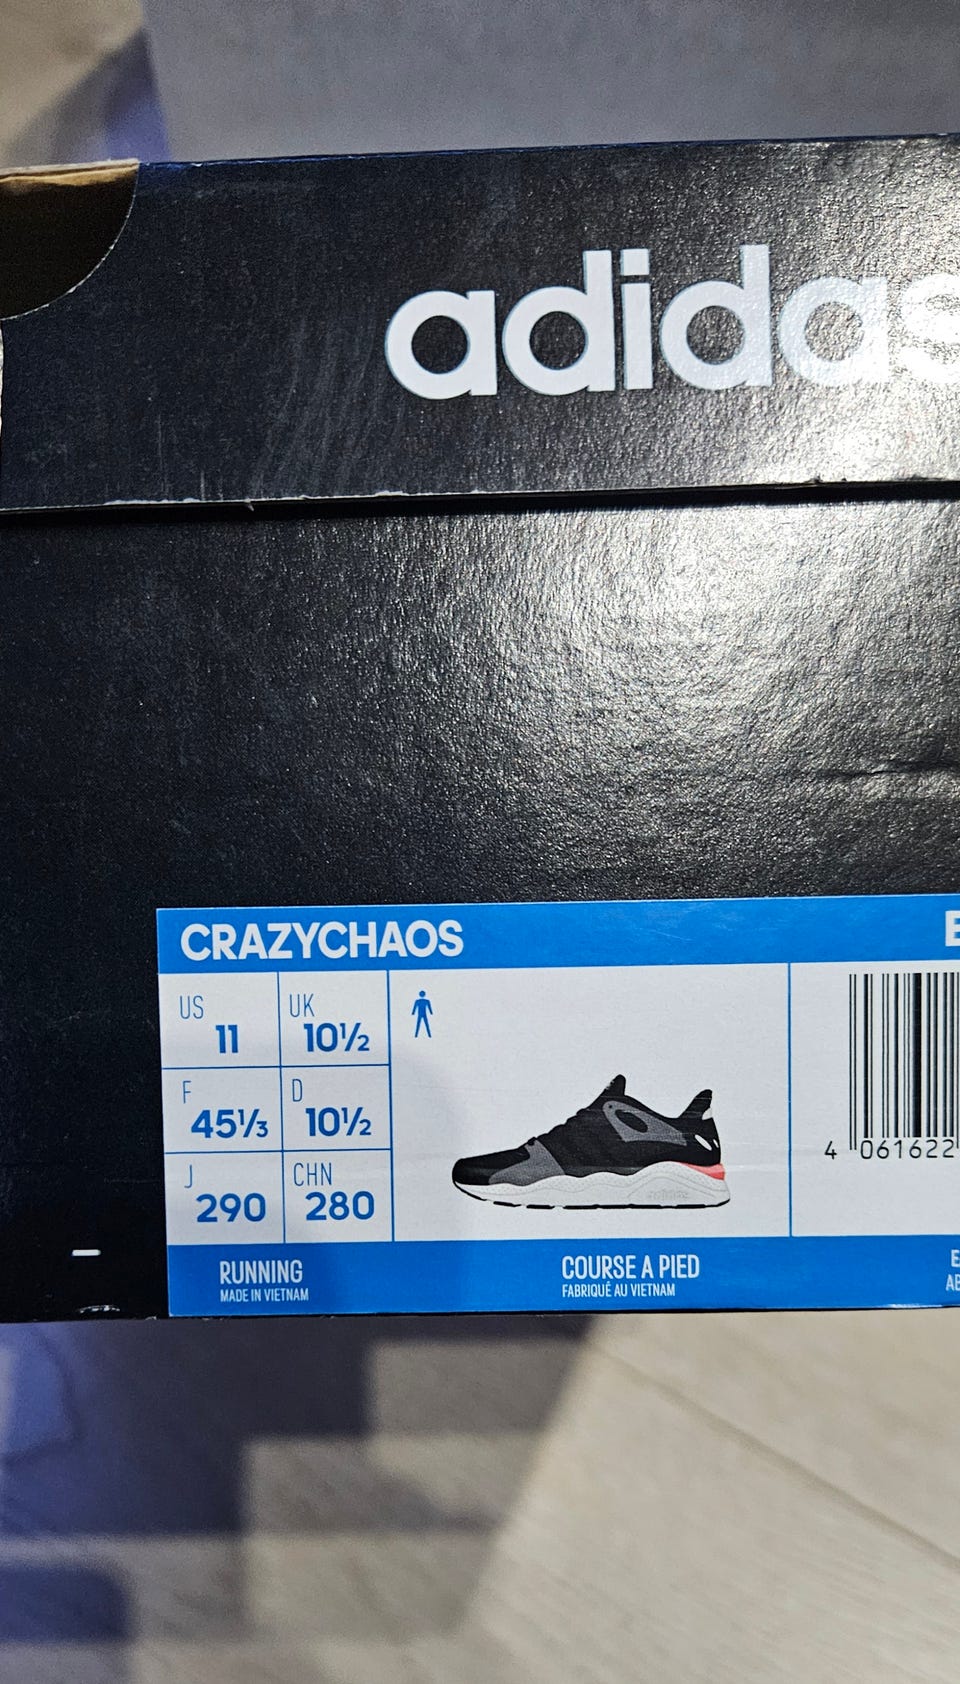 adidas
CRAZYCHAOS
US 11 UK 10½
F 45⅓ D 10½
J 290 CHN 280
4 061622
adidas
RUNNING
MADE IN VIETNAM
COURSE A PIED
FABRIQUÉ AU VIETNAM